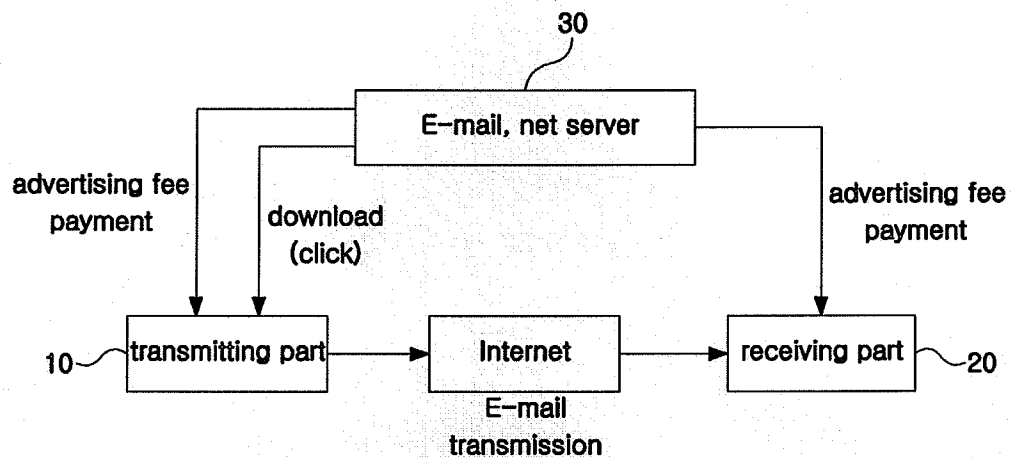 30
E-mail, net server
advertising fee
payment
download
(click)
advertising fee
payment
10
transmitting part
Internet
receiving part
20
E-mail
transmission